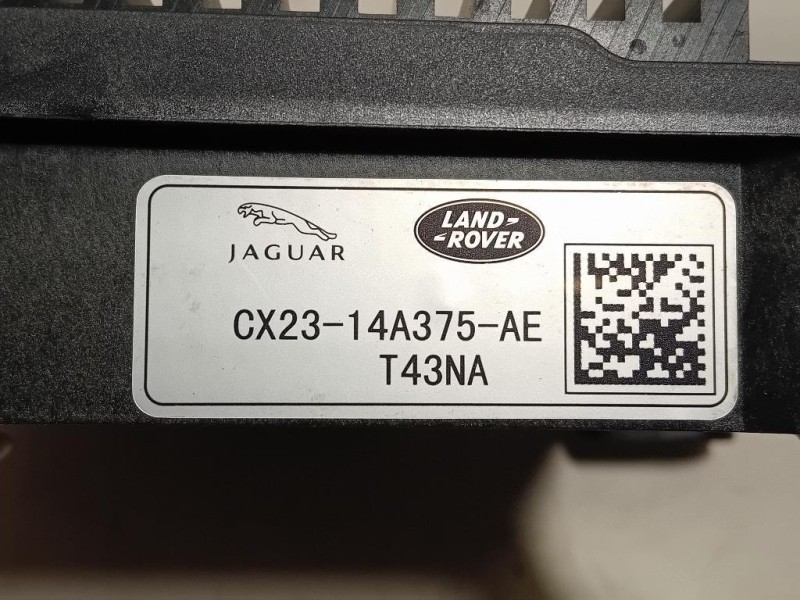 JAGUAR
LAND-
-ROVER
CX23-14A375-AE
T43NA